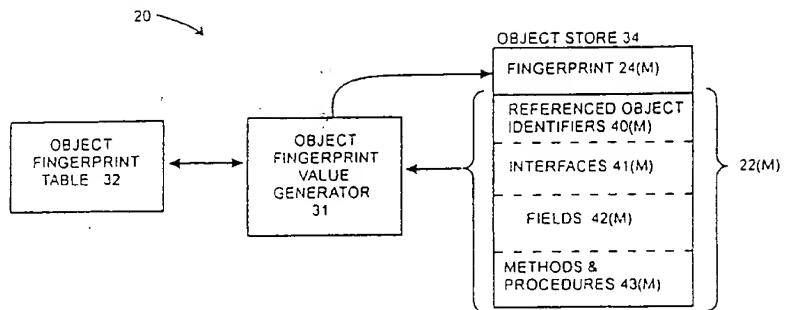 20
OBJECT STORE 34
FINGERPRINT 24(M)
REFERENCED OBJECT
IDENTIFIERS 40(M)
INTERFACES 41(M)
FIELDS 42(M)
METHODS &
PROCEDURES 43(M)
22(M)
OBJECT
FINGERPRINT
VALUE
GENERATOR
31
OBJECT
FINGERPRINT
TABLE 32